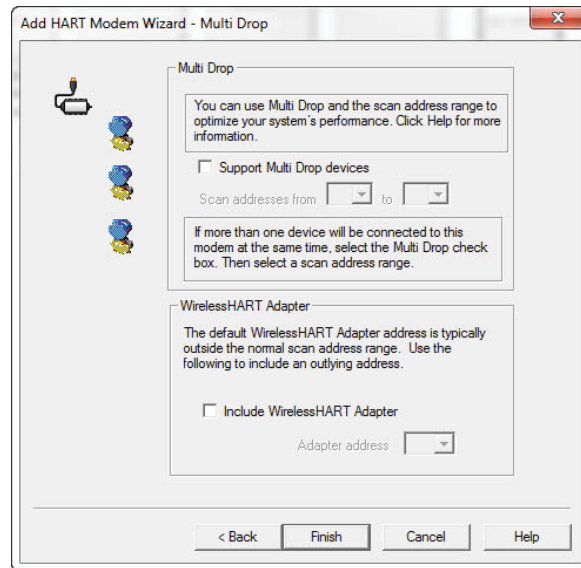 Add HART Modem Wizard - Multi Drop
Multi Drop
You can use Multi Drop and the scan address range to
optimize your system's performance. Click Help for more
information.
Support Multi Drop devices
Scan addresses from to
If more than one device will be connected to this
modem at the same time, select the Multi Drop check
box. Then select a scan address range.
WirelessHART Adapter
The default WirelessHART Adapter address is typically
outside the normal scan address range. Use the
following to include an outlying address.
Include WirelessHART Adapter
Adapter address
< Back Finish Cancel Help